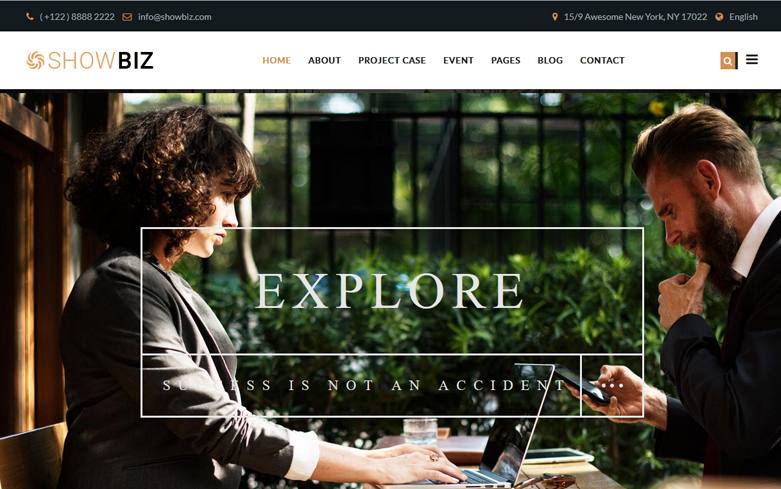 (+122) 8888 2222 info@showbiz.com 15/9 Awesome New York, NY 17022 English
SHOWBIZ HOME ABOUT PROJECT CASE EVENT PAGES BLOG CONTACT
EXPLORE
SUCCESS IS NOT AN ACCIDENT